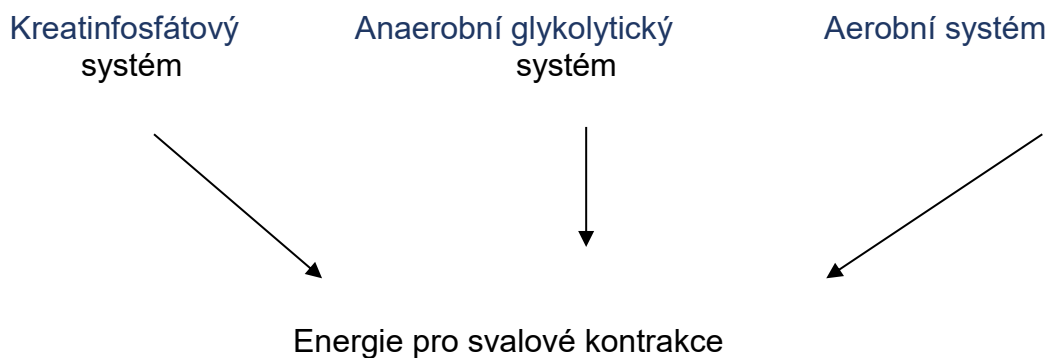 Kreatinfosfátový
systém
Anaerobní glykolytický
systém
Aerobní systém
Energie pro svalové kontrakce